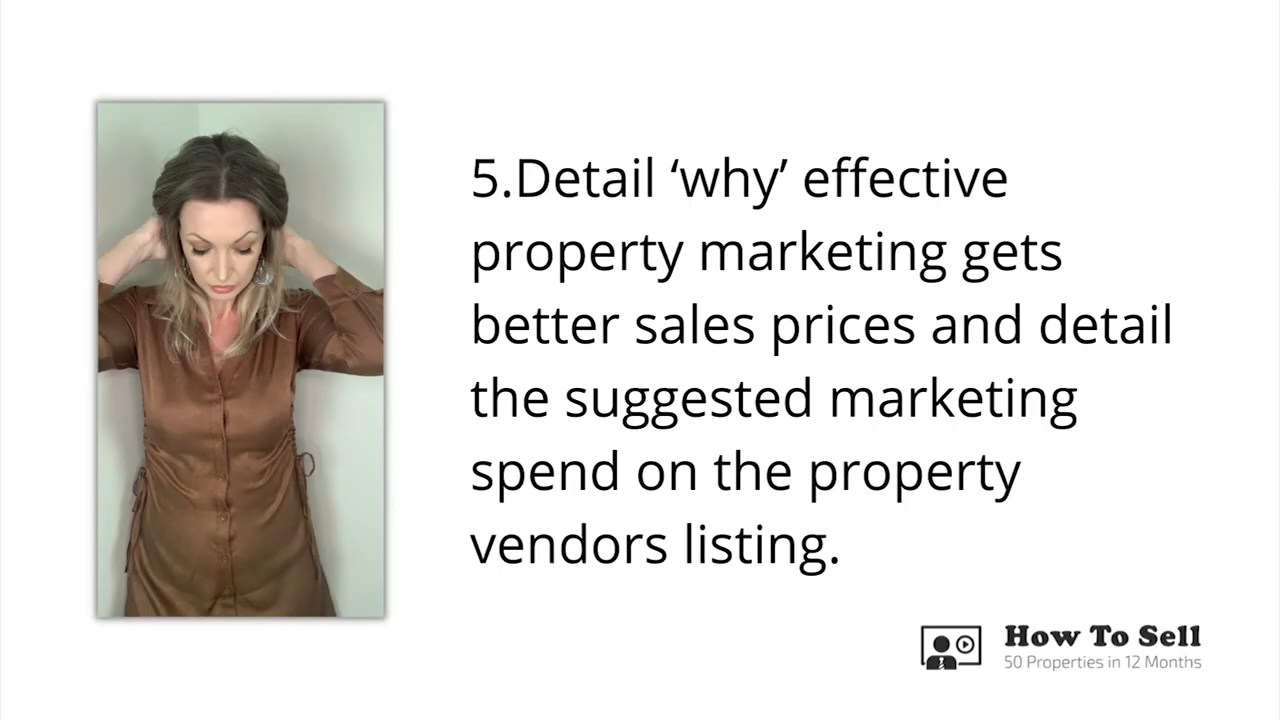 5.Detail ‘why’ effective
property marketing gets
better sales prices and detail
the suggested marketing
spend on the property
vendors listing.
How To Sell
50 Properties in 12 Months